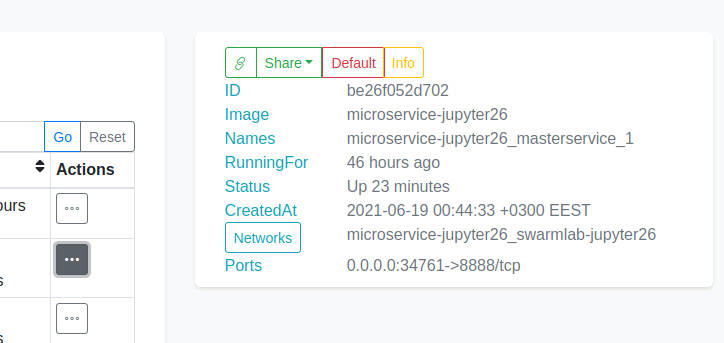 Go Reset
Actions
ours
s
s
Share Default Info
ID be26f052d702
Image microservice-jupyter26
Names microservice-jupyter26_masterservice_1
RunningFor 46 hours ago
Status Up 23 minutes
CreatedAt 2021-06-19 00:44:33 +0300 EEST
Networks microservice-jupyter26_swarmlab-jupyter26
Ports 0.0.0.0:34761->8888/tcp